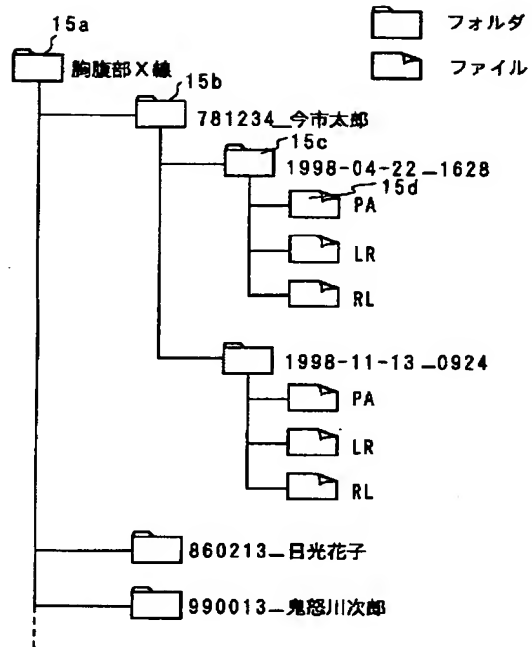 15a
フォルダ
胸腹部X線
ファイル
15b
781234_今市太郎
15c
1998-04-22_1628
15d
PA
LR
RL
1998-11-13_0924
PA
LR
RL
860213_日光花子
990013_鬼怒川次郎